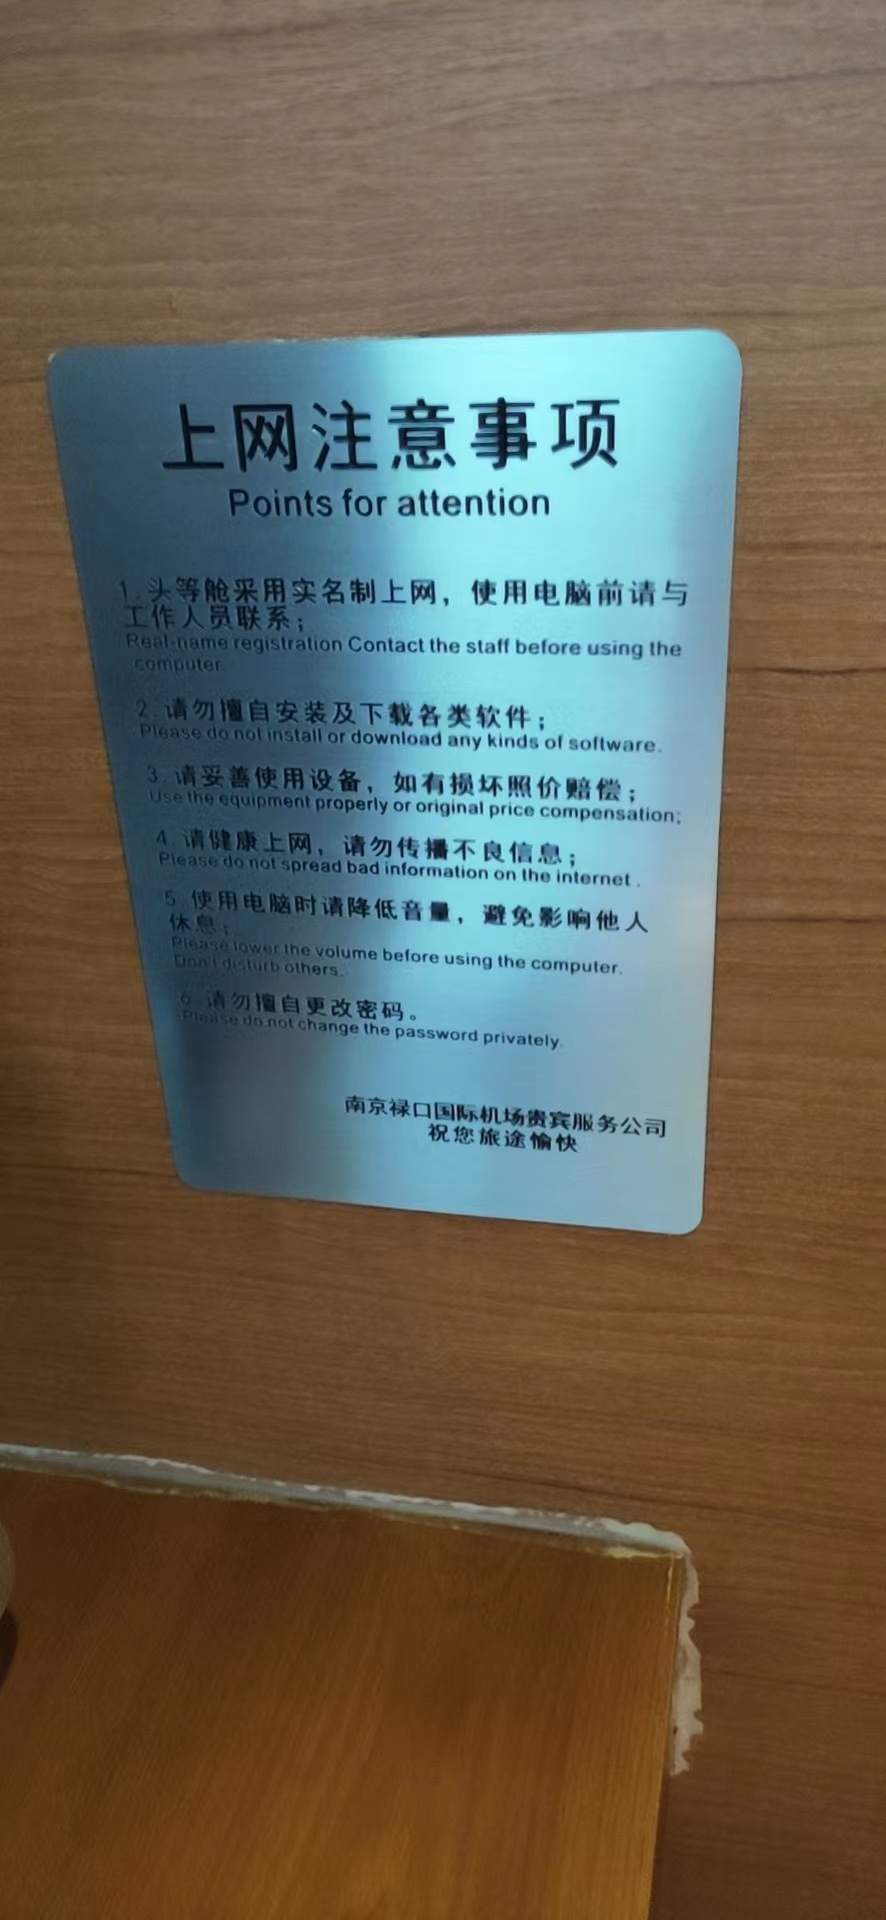 上网注意事项
Points for attention
1. 头等舱采用实名制上网，使用电脑前请与
工作人员联系；
Real-name registration Contact the staff before using the
computer.
2. 请勿擅自安装及下载各类软件；
Please do not install or download any kinds of software.
3. 请妥善使用设备，如有损坏照价赔偿；
Use the equipment properly or original price compensation;
4. 请健康上网，请勿传播不良信息；
Please do not spread bad information on the internet .
5. 使用电脑时请降低音量，避免影响他人
休息；
Please lower the volume before using the computer.
Don't disturb others.
6. 请勿擅自更改密码。
Please do not change the password privately.
南京禄口国际机场贵宾服务公司
祝您旅途愉快